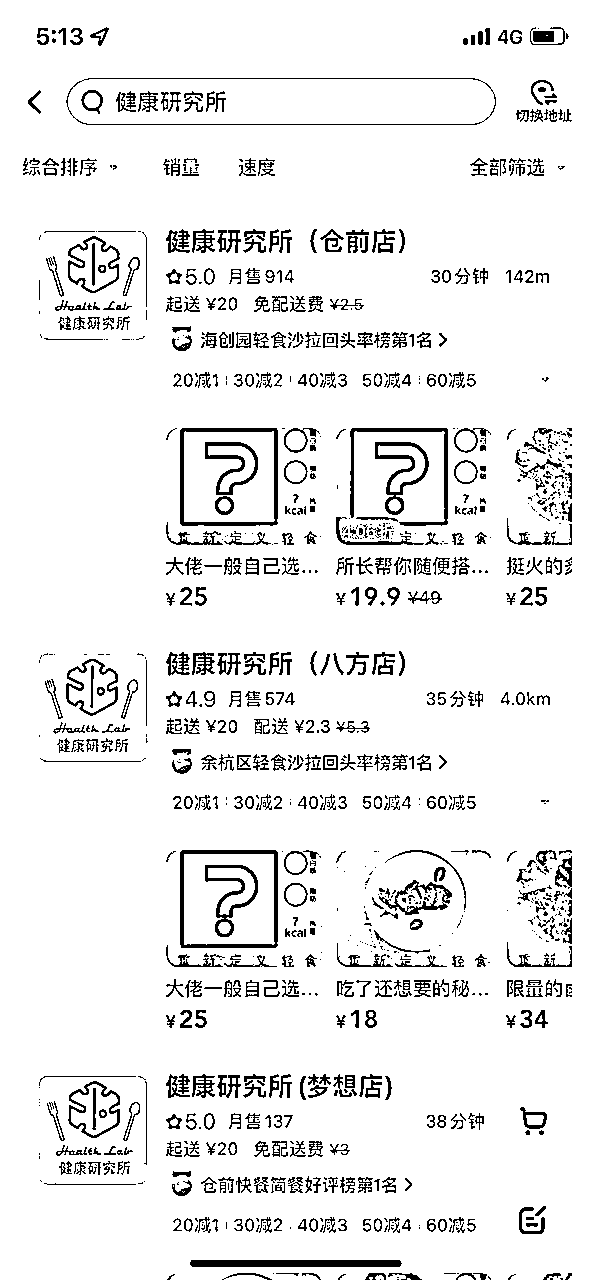 5:13
4G
健康研究所
切换地址
综合排序 销量 速度 全部筛选
健康研究所（仓前店）
5.0 月售914 30分钟 142m
起送 ¥20 免配送费 ¥2.5
海创园轻食沙拉回头率榜第1名
20减1 30减2 40减3 50减4 60减5
Health Lab
健康研究所
?
kcal
重 新 定 义 轻 食
?
kcal
定 义 轻 食
重 新
大佬一般自己选... 所长帮你随便搭... 挺火的
¥25 ¥19.9 ¥49 ¥25
健康研究所（八方店）
4.9 月售574 35分钟 4.0km
起送 ¥20 配送 ¥2.3 ¥5.3
余杭区轻食沙拉回头率榜第1名
20减1 30减2 40减3 50减4 60减5
Health Lab
健康研究所
?
kcal
重 新 定 义 轻 食
重 新 定 义 轻 食
重 新
大佬一般自己选... 吃了还想要的秘... 限量的
¥25 ¥18 ¥34
健康研究所 (梦想店)
5.0 月售137 38分钟
起送 ¥20 免配送费 ¥3
仓前快餐简餐好评榜第1名
20减1 30减2 40减3 50减4 60减5
Health Lab
健康研究所